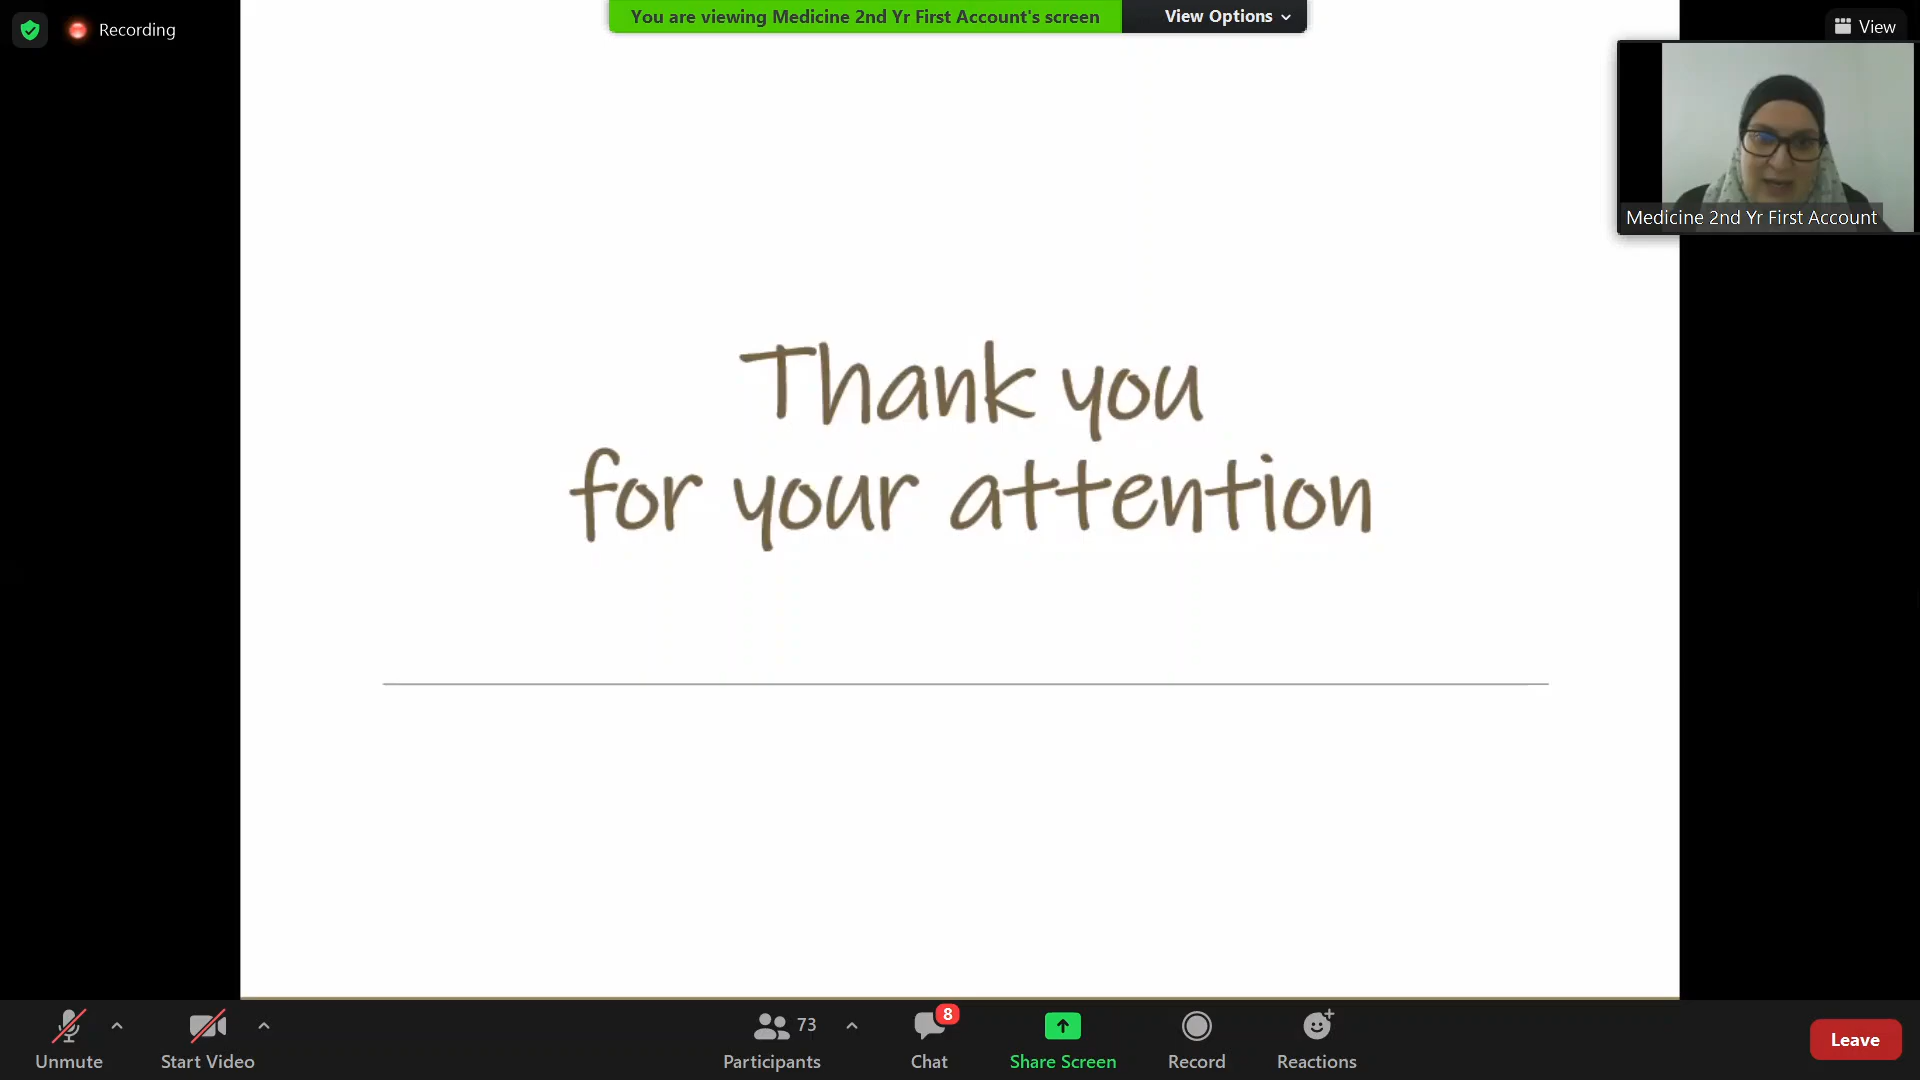 Recording
You are viewing Medicine 2nd Yr First Account's screen
View Options
View
Medicine 2nd Yr First Account
Thank you
for your attention
Unmute
Start Video
73
Participants
8
Chat
Share Screen
Record
Reactions
Leave